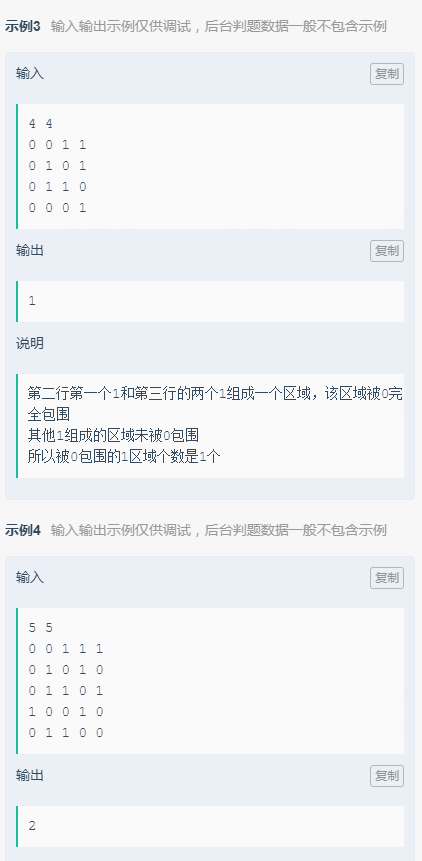 示例3 输入输出示例仅供调试，后台判题数据一般不包含示例
输入
复制
4 4
0 0 1 1
0 1 0 1
0 1 1 0
0 0 0 1
输出
复制
1
说明
第二行第一个1和第三行的两个1组成一个区域，该区域被0完
全包围
其他1组成的区域未被0包围
所以被0包围的1区域个数是1个
示例4 输入输出示例仅供调试，后台判题数据一般不包含示例
输入
复制
5 5
0 0 1 1 1
0 1 0 1 0
0 1 1 0 1
1 0 0 1 0
0 1 1 0 0
输出
复制
2